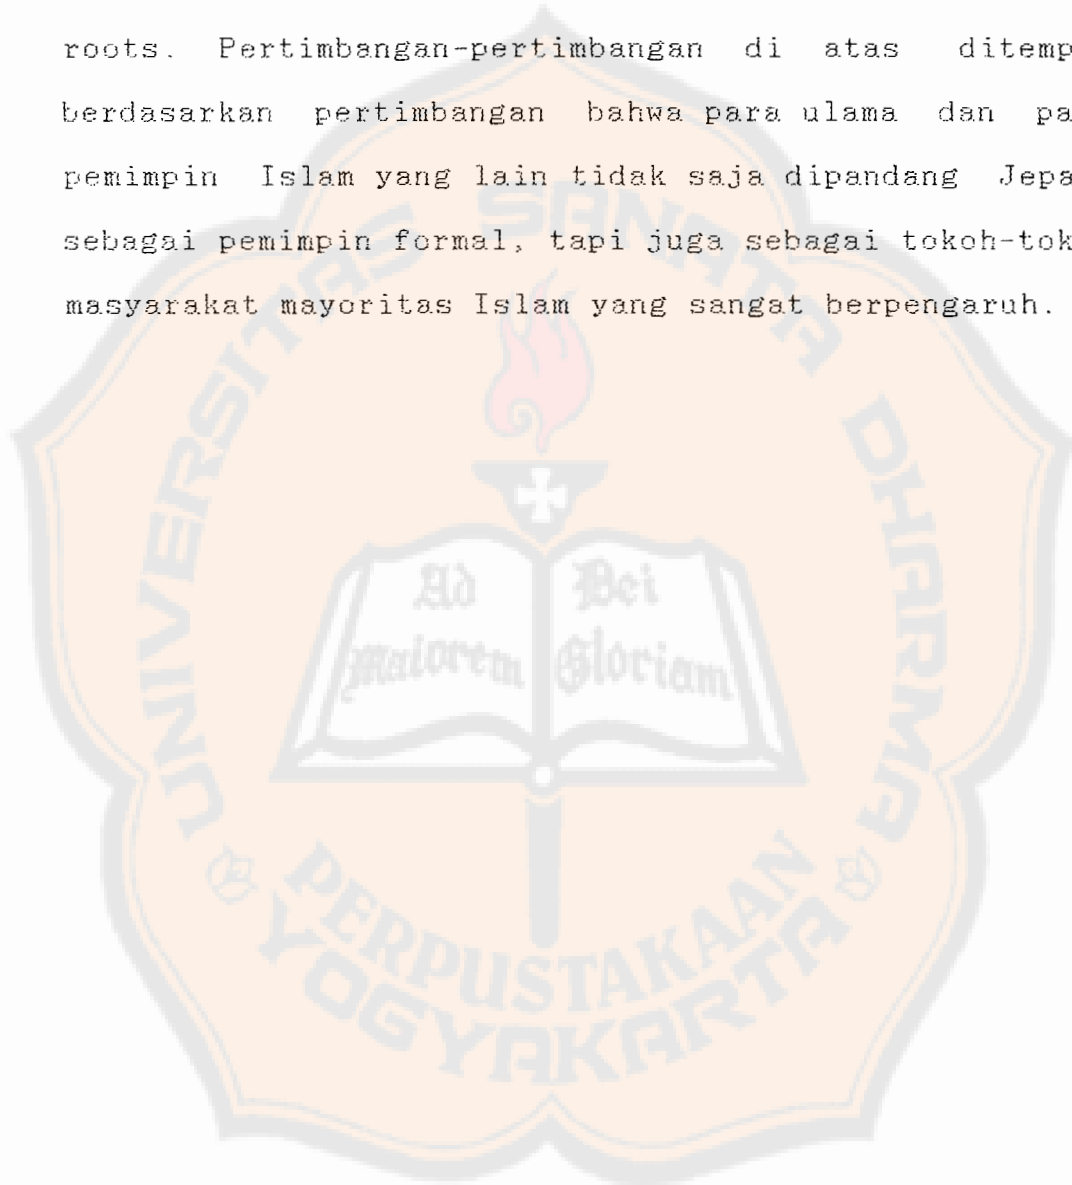 roots. Pertimbangan-pertimbangan di atas ditemp
berdasarkan pertimbangan bahwa para ulama dan pa
pemimpin Islam yang lain tidak saja dipandang Jepa
sebagai pemimpin formal, tapi juga sebagai tokoh-tok
masyarakat mayoritas Islam yang sangat berpengaruh.
UNIVERSITAS SANATA DHARMA
Ad Dei
maiorem Gloriam
PERPUSTAKAAN
YOGYAKARTA